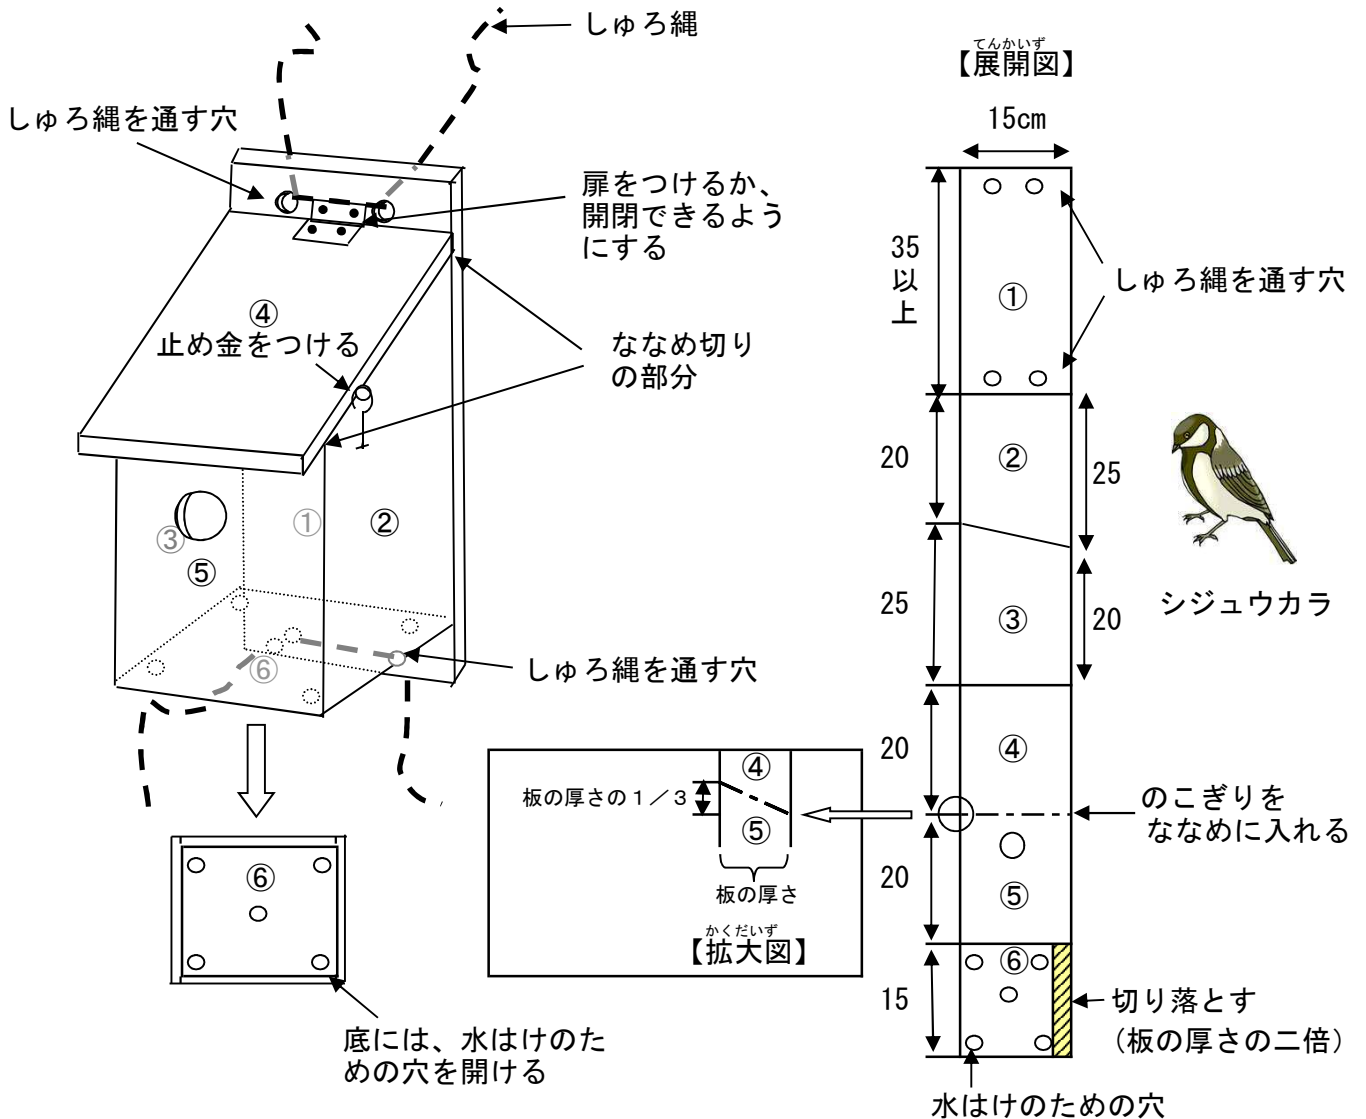 しゅろ縄
しゅろ縄を通す穴
扉をつけるか、
開閉できるよう
にする
④
止め金をつける
ななめ切り
の部分
①
②
③
⑤
⑥
しゅろ縄を通す穴
⑥
底には、水はけのた
めの穴を開ける
板の厚さの1/3
④
⑤
板の厚さ
かくだいず
【拡大図】
てんかいず
【展開図】
15cm
35
以
上
①
しゅろ縄を通す穴
20
②
25
25
③
20
シジュウカラ
20
④
のこぎりを
ななめに入れる
20
⑤
15
⑥
切り落とす
(板の厚さの二倍)
水はけのための穴